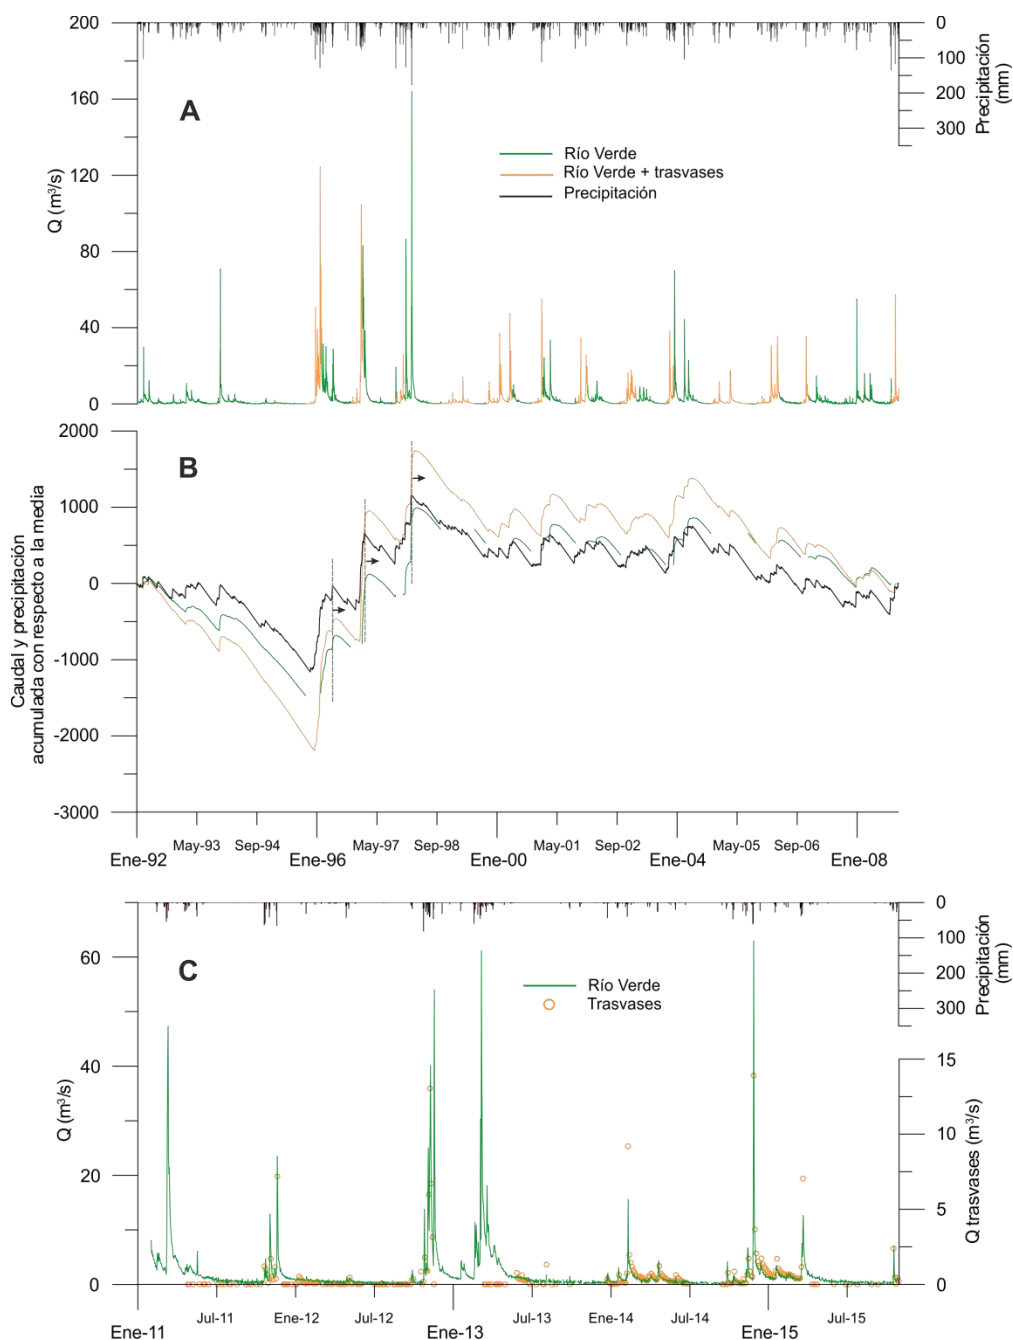 200
160
120
80
40
0
Q (m³/s)
A
0
100
200
300
Precipitación
(mm)
Río Verde
Río Verde + trasvases
Precipitación
2000
1000
0
-1000
-2000
-3000
Caudal y precipitación
acumulada con respecto a la media
B
May-93 Sep-94 May-97 Sep-98 May-01 Sep-02 May-05 Sep-06
Ene-92 Ene-96 Ene-00 Ene-04 Ene-08
60
40
20
0
Q (m³/s)
C
0
100
200
300
Precipitación
(mm)
Río Verde
Trasvases
15
10
5
0
Q trasvases (m³/s)
Jul-11 Ene-12 Jul-12 Jul-13 Ene-14 Jul-14 Jul-15
Ene-11 Ene-13 Ene-15